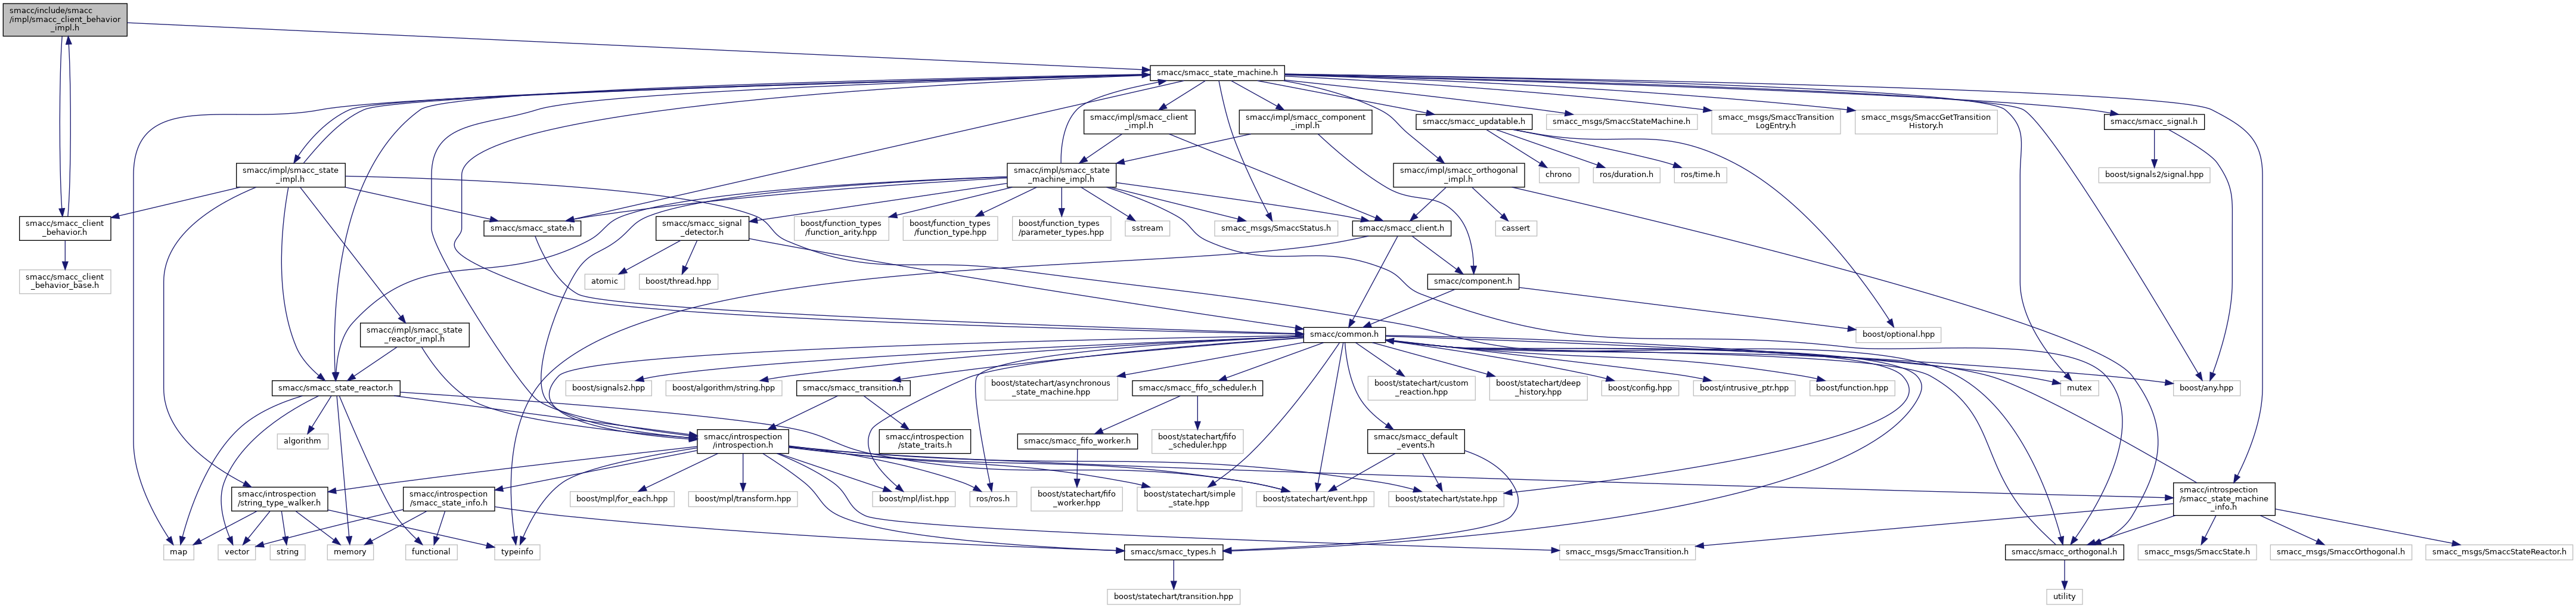 smacc/include/smacc
/impl/smacc_client_behavior
_impl.h
smacc/smacc_state_machine.h
smacc/impl/smacc_client
_impl.h
smacc/impl/smacc_component
_impl.h
smacc/smacc_updatable.h
smacc_msgs/SmaccStateMachine.h
smacc_msgs/SmaccTransition
LogEntry.h
smacc_msgs/SmaccGetTransition
History.h
smacc/smacc_signal.h
smacc/impl/smacc_state
_impl.h
smacc/impl/smacc_state
_machine_impl.h
smacc/impl/smacc_orthogonal
_impl.h
chrono
ros/duration.h
ros/time.h
boost/signals2/signal.hpp
smacc/smacc_client
_behavior.h
smacc/smacc_state.h
smacc/smacc_signal
_detector.h
boost/function_types
/function_arity.hpp
boost/function_types
/function_type.hpp
boost/function_types
/parameter_types.hpp
sstream
smacc_msgs/SmaccStatus.h
smacc/smacc_client.h
cassert
smacc/smacc_client
_behavior_base.h
atomic
boost/thread.hpp
smacc/component.h
smacc/impl/smacc_state
_reactor_impl.h
smacc/common.h
boost/optional.hpp
smacc/smacc_state_reactor.h
boost/signals2.hpp
boost/algorithm/string.hpp
smacc/smacc_transition.h
boost/statechart/asynchronous
_state_machine.hpp
smacc/smacc_fifo_scheduler.h
boost/statechart/custom
_reaction.hpp
boost/statechart/deep
_history.hpp
boost/config.hpp
boost/intrusive_ptr.hpp
boost/function.hpp
mutex
boost/any.hpp
algorithm
smacc/introspection
/introspection.h
smacc/introspection
/state_traits.h
smacc/smacc_fifo_worker.h
boost/statechart/fifo
_scheduler.hpp
smacc/smacc_default
_events.h
smacc/introspection
/string_type_walker.h
smacc/introspection
/smacc_state_info.h
boost/mpl/for_each.hpp
boost/mpl/transform.hpp
boost/mpl/list.hpp
ros/ros.h
boost/statechart/fifo
_worker.hpp
boost/statechart/simple
_state.hpp
boost/statechart/event.hpp
boost/statechart/state.hpp
smacc/introspection
/smacc_state_machine
_info.h
map
vector
string
memory
functional
typeinfo
smacc/smacc_types.h
smacc_msgs/SmaccTransition.h
smacc/smacc_orthogonal.h
smacc_msgs/SmaccState.h
smacc_msgs/SmaccOrthogonal.h
smacc_msgs/SmaccStateReactor.h
boost/statechart/transition.hpp
utility